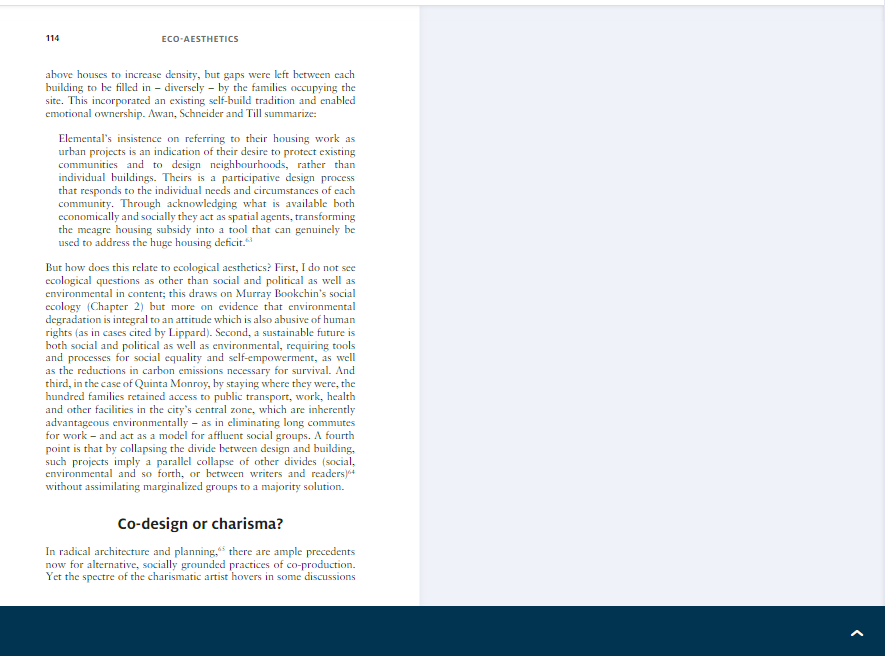 114
ECO-AESTHETICS
above houses to increase density, but gaps were left between each
building to be filled in – diversely – by the families occupying the
site. This incorporated an existing self-build tradition and enabled
emotional ownership. Awan, Schneider and Till summarize:
Elemental's insistence on referring to their housing work as
urban projects is an indication of their desire to protect existing
communities and to design neighbourhoods, rather than
individual buildings. Theirs is a participative design process
that responds to the individual needs and circumstances of each
community. Through acknowledging what is available both
economically and socially they act as spatial agents, transforming
the meagre housing subsidy into a tool that can genuinely be
used to address the huge housing deficit.63
But how does this relate to ecological aesthetics? First, I do not see
ecological questions as other than social and political as well as
environmental in content; this draws on Murray Bookchin's social
ecology (Chapter 2) but more on evidence that environmental
degradation is integral to an attitude which is also abusive of human
rights (as in cases cited by Lippard). Second, a sustainable future is
both social and political as well as environmental, requiring tools
and processes for social equality and self-empowerment, as well
as the reductions in carbon emissions necessary for survival. And
third, in the case of Quinta Monroy, by staying where they were, the
hundred families retained access to public transport, work, health
and other facilities in the city's central zone, which are inherently
advantageous environmentally – as in eliminating long commutes
for work – and act as a model for affluent social groups. A fourth
point is that by collapsing the divide between design and building,
such projects imply a parallel collapse of other divides (social,
environmental and so forth, or between writers and readers)64
without assimilating marginalized groups to a majority solution.
Co-design or charisma?
In radical architecture and planning,65 there are ample precedents
now for alternative, socially grounded practices of co-production.
Yet the spectre of the charismatic artist hovers in some discussions